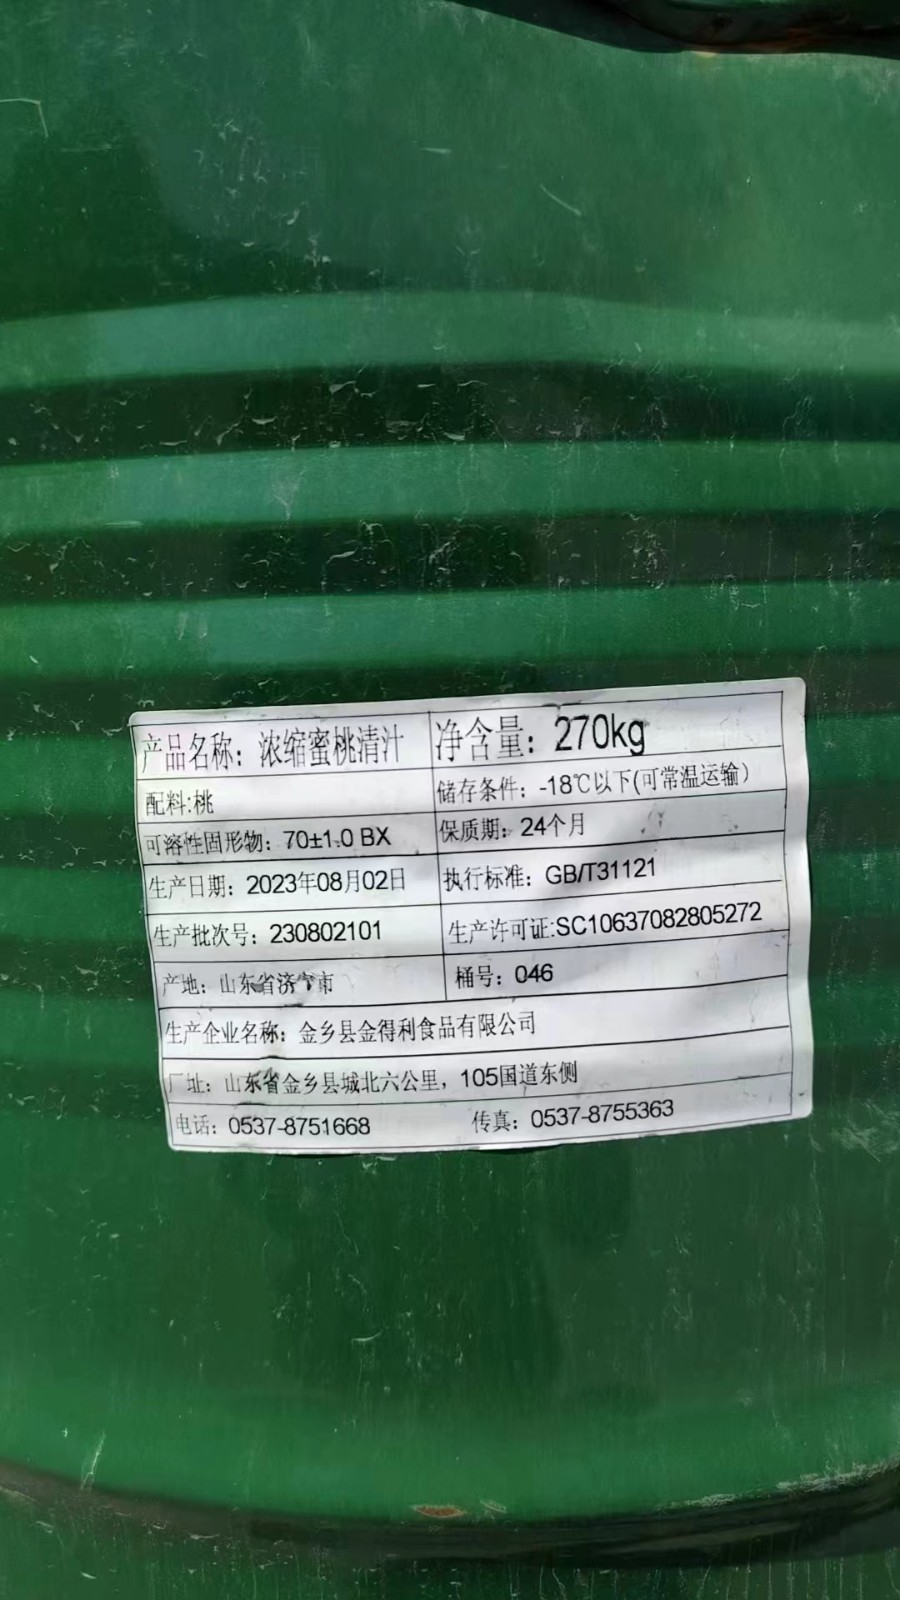 产品名称：浓缩蜜桃清汁 净含量：270kg
配料:桃 储存条件：-18℃以下(可常温运输）
可溶性固形物：70±1.0 BX 保质期：24个月
生产日期：2023年08月02日 执行标准：GB/T31121
生产批次号：230802101 生产许可证:SC10637082805272
产地：山东省济宁市 桶号：046
生产企业名称：金乡县金得利食品有限公司
厂址：山东省金乡县城北六公里，105国道东侧
电话：0537-8751668 传真：0537-8755363